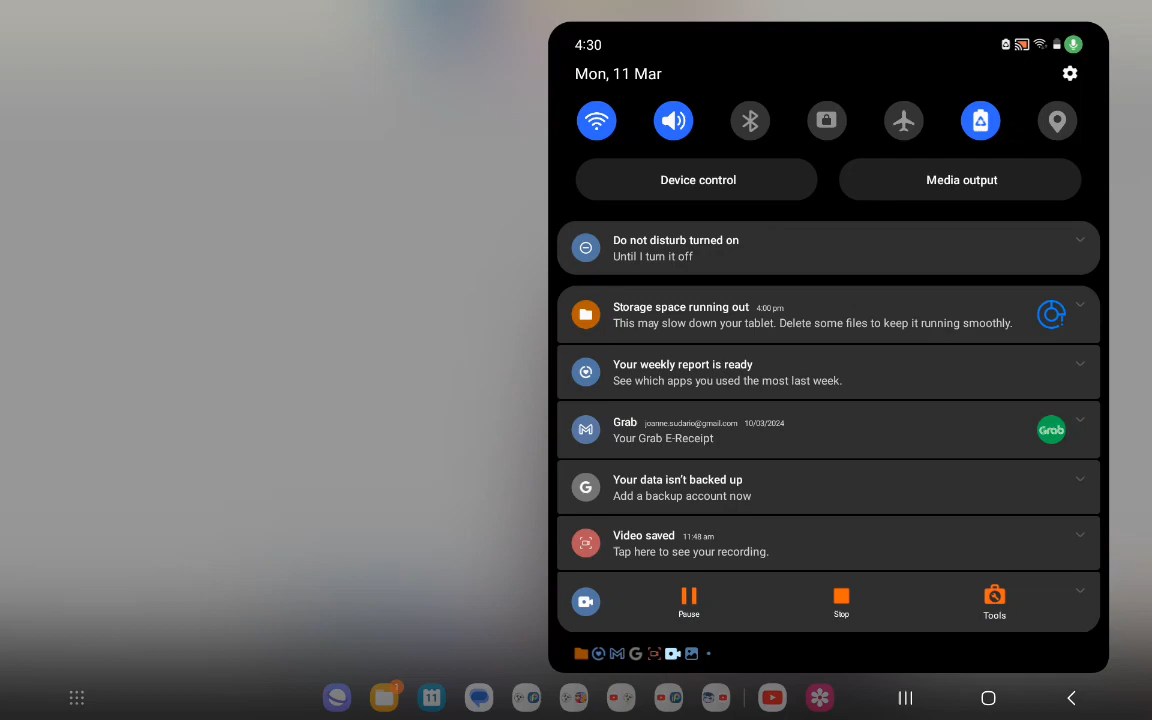 4:30
Mon, 11 Mar
Device control
Media output
Do not disturb turned on
Until I turn it off
Storage space running out 4:00 pm
This may slow down your tablet. Delete some files to keep it running smoothly.
Your weekly report is ready
See which apps you used the most last week.
Grab joanne.sudario@gmail.com 10/03/2024
Your Grab E-Receipt
Grab
Your data isn't backed up
Add a backup account now
Video saved 11:48 am
Tap here to see your recording.
Pause
Stop
Tools
1
11